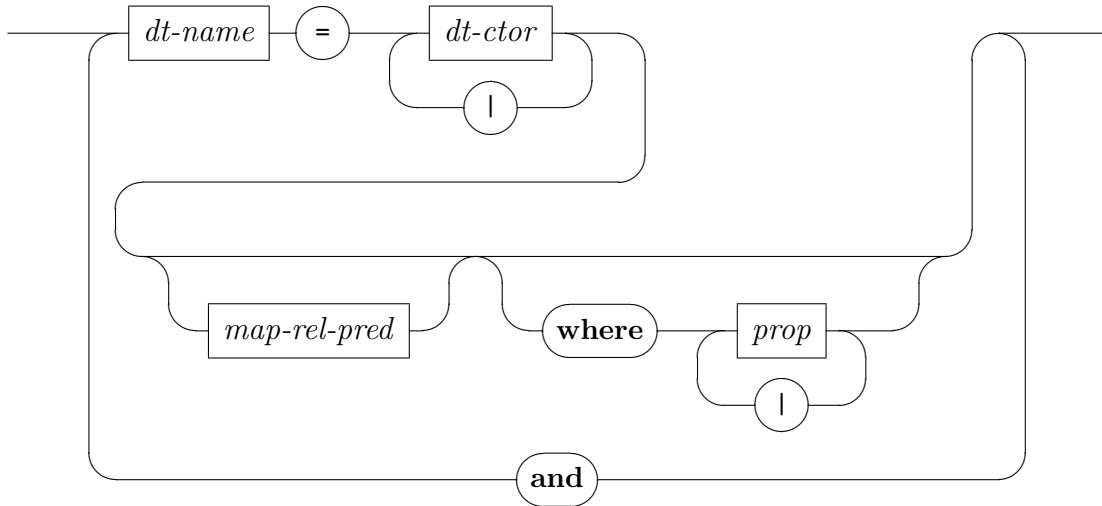 dt-name = dt-ctor
|
map-rel-pred where prop
|
and